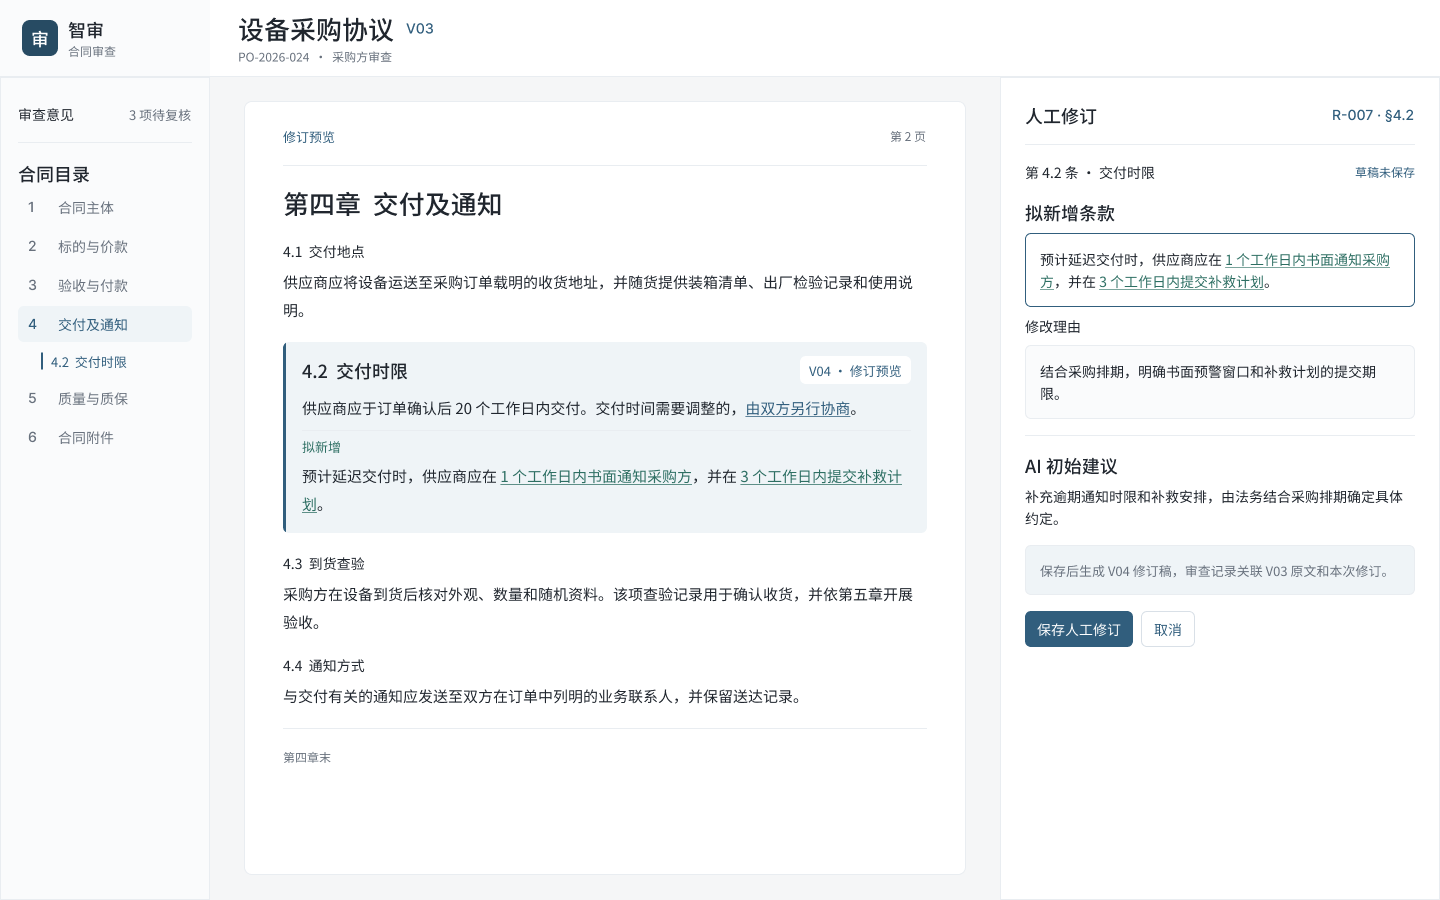 审
智审
合同审查
设备采购协议 V03
PO-2026-024 • 采购方审查
审查意见 3 项待复核
合同目录
1 合同主体
2 标的与价款
3 验收与付款
4 交付及通知
4.2 交付时限
5 质量与质保
6 合同附件
修订预览 第 2 页
第四章 交付及通知
4.1 交付地点
供应商应将设备运送至采购订单载明的收货地址，并随货提供装箱清单、出厂检验记录和使用说
明。
4.2 交付时限 V04 • 修订预览
供应商应于订单确认后 20 个工作日内交付。交付时间需要调整的，由双方另行协商。
拟新增
预计延迟交付时，供应商应在 1 个工作日内书面通知采购方，并在 3 个工作日内提交补救计
划。
4.3 到货查验
采购方在设备到货后核对外观、数量和随机资料。该项查验记录用于确认收货，并依第五章开展
验收。
4.4 通知方式
与交付有关的通知应发送至双方在订单中列明的业务联系人，并保留送达记录。
第四章末
人工修订 R-007 · §4.2
第 4.2 条 • 交付时限 草稿未保存
拟新增条款
预计延迟交付时，供应商应在 1 个工作日内书面通知采购
方，并在 3 个工作日内提交补救计划。
修改理由
结合采购排期，明确书面预警窗口和补救计划的提交期
限。
AI 初始建议
补充逾期通知时限和补救安排，由法务结合采购排期确定具体
约定。
保存后生成 V04 修订稿，审查记录关联 V03 原文和本次修订。
保存人工修订 取消